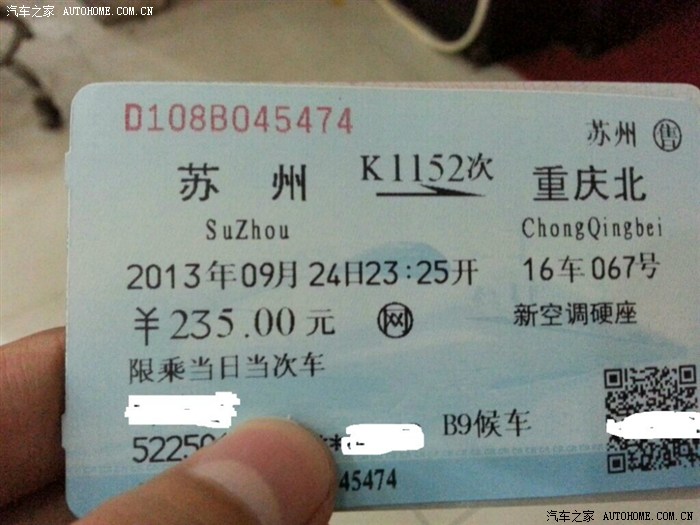 汽车之家 AUTOHOME.COM.CN
D108B045474
苏州 售
苏州 K1152次 重庆北
SuZhou ChongQingbei
2013年09月24日23:25开 16车067号
￥235.00元 网 新空调硬座
限乘当日当次车
B9候车
5225
45474
汽车之家 AUTOHOME.COM.CN